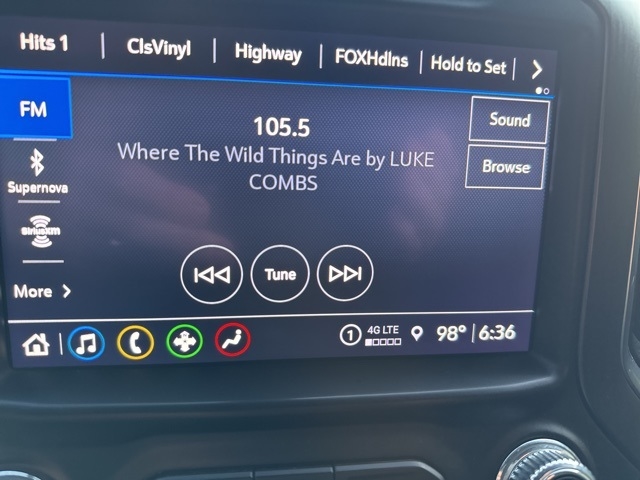 Hits 1 | ClsVinyl | Highway | FOXHdlns | Hold to Set |
FM
105.5
Sound
Where The Wild Things Are by LUKE
COMBS
Browse
Supernova
siriusxm
Tune
More
1 4G LTE 98° 6:36